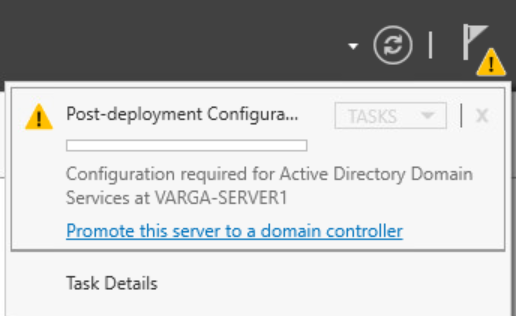 Post-deployment Configura...
TASKS
X
Configuration required for Active Directory Domain
Services at VARGA-SERVER1
Promote this server to a domain controller
Task Details